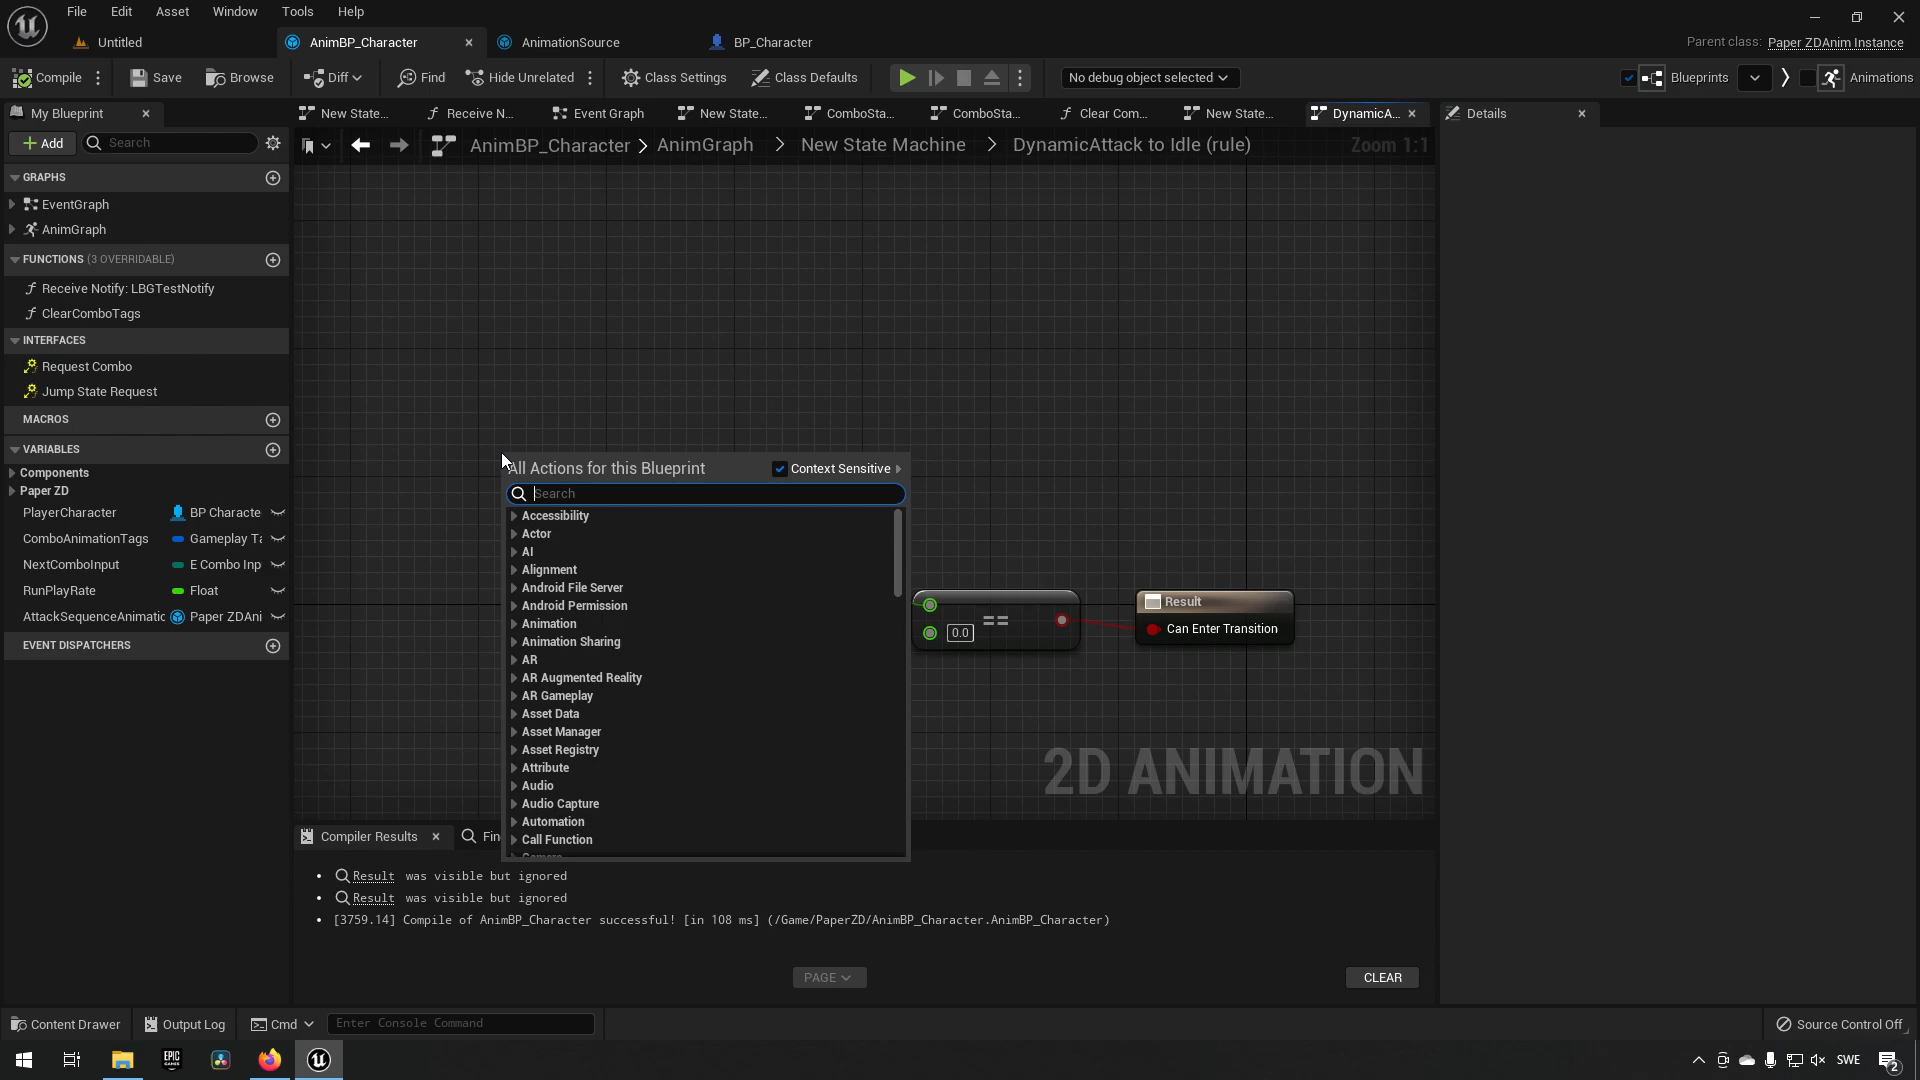 File Edit Asset Window Tools Help
Untitled AnimBP_Character AnimationSource BP_Character
Parent class: Paper ZDAnim Instance
Compile Save Browse Diff Find Hide Unrelated Class Settings Class Defaults No debug object selected Blueprints Animations
My Blueprint New State... Receive N... Event Graph New State... ComboSta... ComboSta... Clear Com... New State... DynamicA... Details
Add Search
AnimBP_Character > AnimGraph > New State Machine > DynamicAttack to Idle (rule) Zoom 1:1
GRAPHS
EventGraph
AnimGraph
FUNCTIONS (3 OVERRIDABLE)
Receive Notify: LBGTestNotify
ClearComboTags
INTERFACES
Request Combo
Jump State Request
MACROS
VARIABLES
Components
Paper ZD
PlayerCharacter BP Characte
ComboAnimationTags Gameplay Ta
NextComboInput E Combo Inp
RunPlayRate Float
AttackSequenceAnimatic Paper ZDAni
EVENT DISPATCHERS
All Actions for this Blueprint Context Sensitive
Search
Accessibility
Actor
AI
Alignment
Android File Server
Android Permission
Animation
Animation Sharing
AR
AR Augmented Reality
AR Gameplay
Asset Data
Asset Manager
Asset Registry
Attribute
Audio
Audio Capture
Automation
Call Function
== 0.0
Result
Can Enter Transition
2D ANIMATION
Compiler Results Fin
Result was visible but ignored
Result was visible but ignored
[3759.14] Compile of AnimBP_Character successful! [in 108 ms] (/Game/PaperZD/AnimBP_Character.AnimBP_Character)
PAGE CLEAR
Content Drawer Output Log Cmd Enter Console Command Source Control Off
EPIC GAMES SWE 2